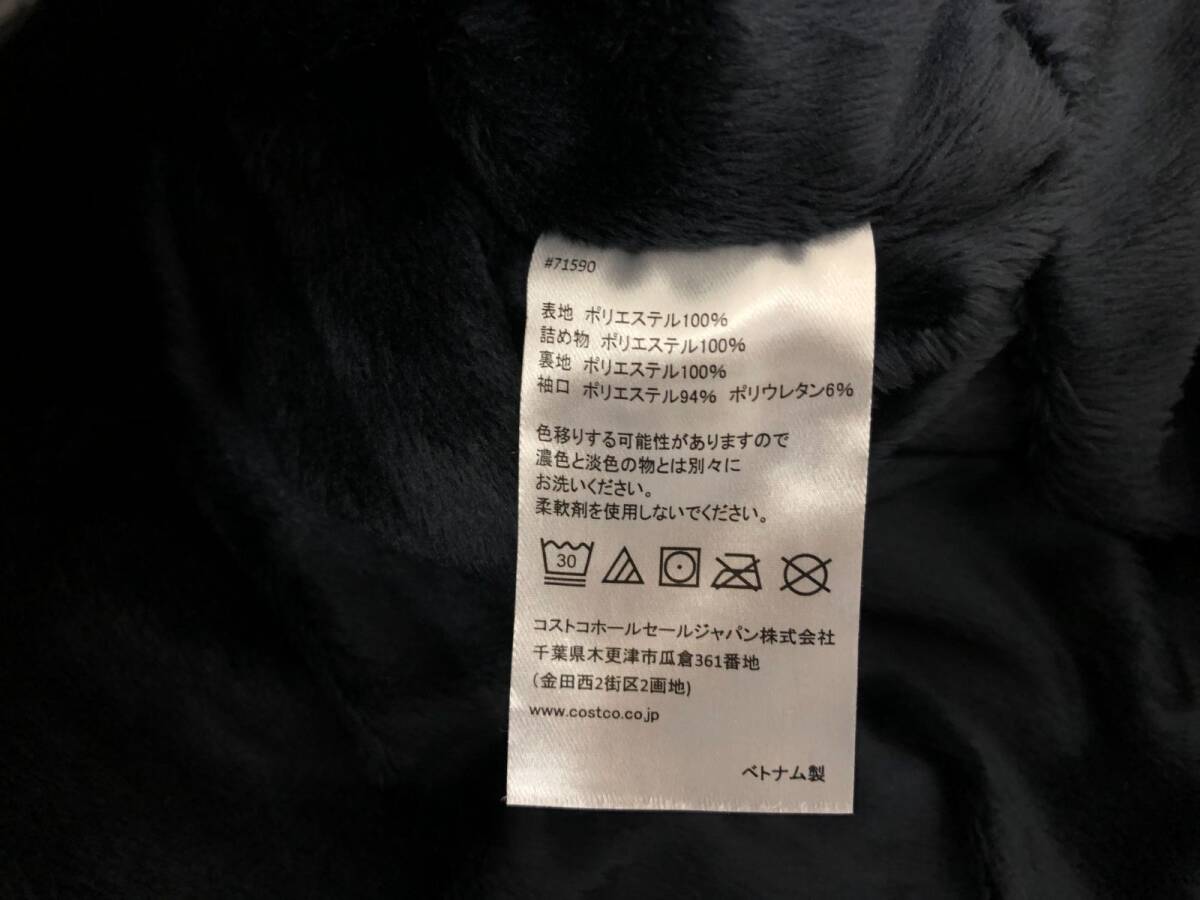 #71590
表地 ポリエステル100%
詰め物 ポリエステル100%
裏地 ポリエステル100%
袖口 ポリエステル94% ポリウレタン6%
色移りする可能性がありますので
濃色と淡色の物とは別々に
お洗いください。
柔軟剤を使用しないでください。
30
コストコホールセールジャパン株式会社
千葉県木更津市瓜倉361番地
(金田西2街区2画地)
www.costco.co.jp
ベトナム製